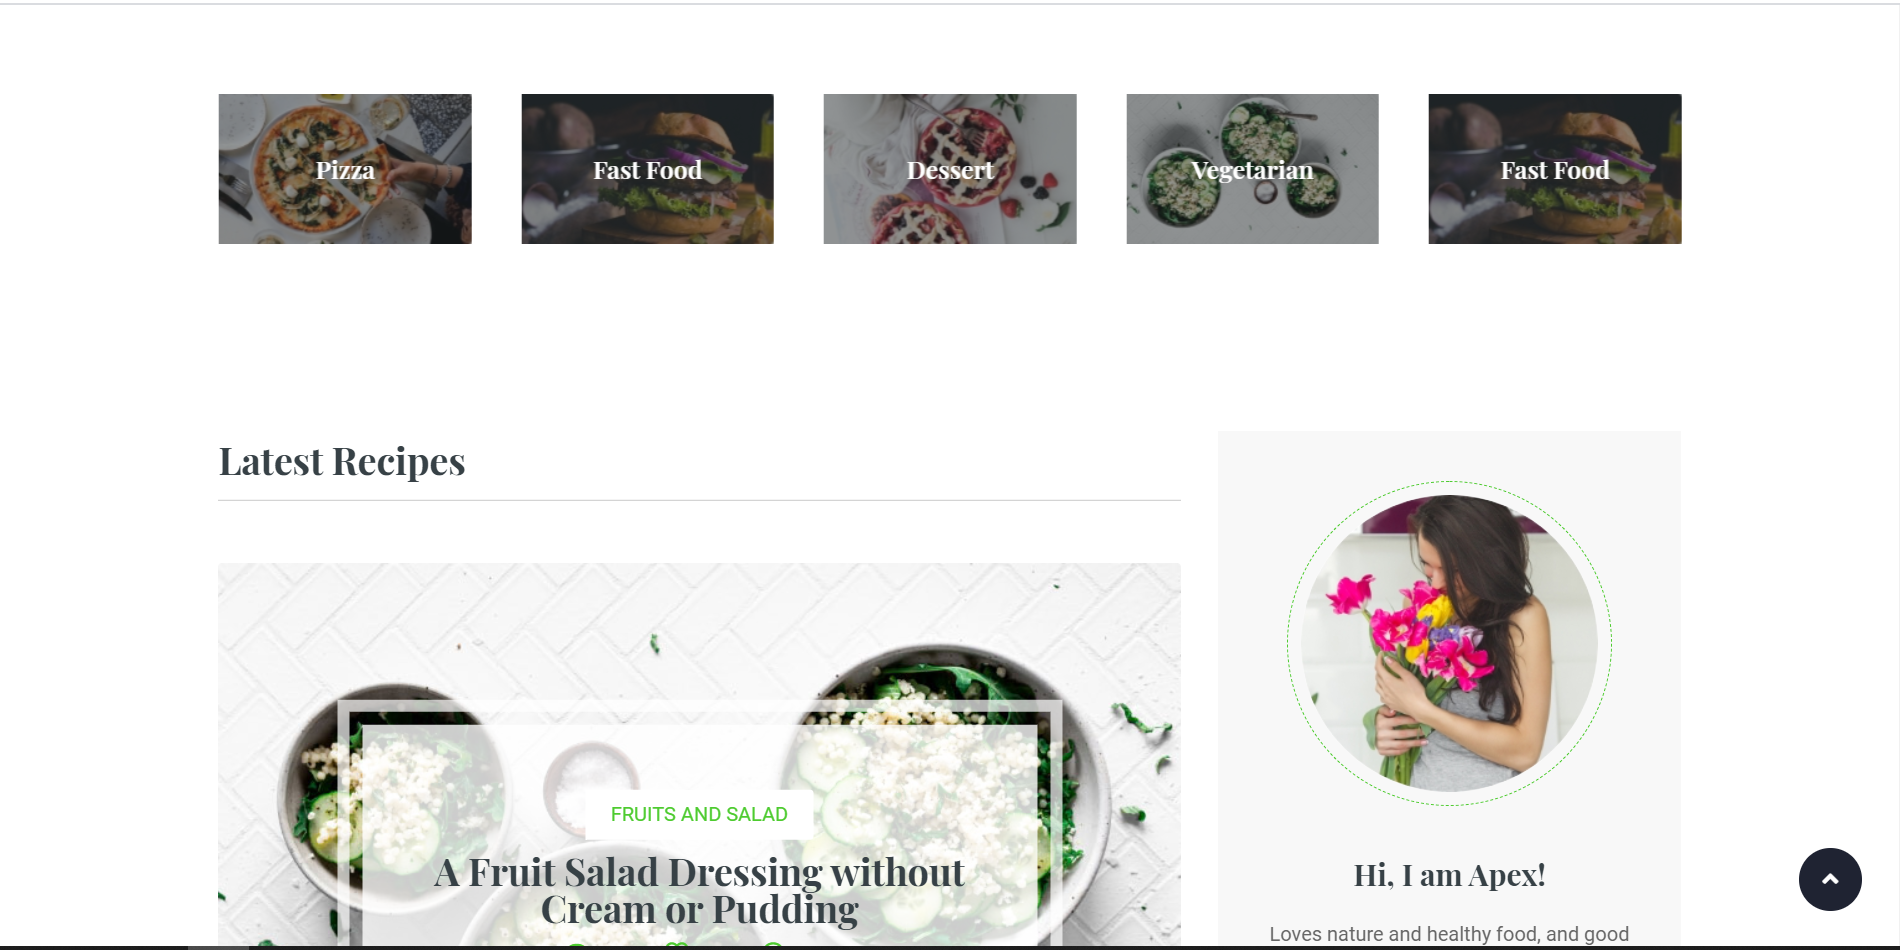 Pizza
Fast Food
Dessert
Vegetarian
Fast Food
Latest Recipes
FRUITS AND SALAD
A Fruit Salad Dressing without
Cream or Pudding
Hi, I am Apex!
Loves nature and healthy food, and good